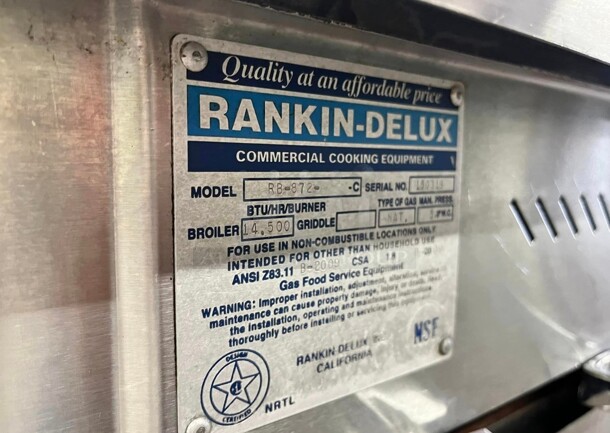 Quality at an affordable price
RANKIN-DELUX
COMMERCIAL COOKING EQUIPMENT
MODEL RB-872- -C SERIAL NO.
BTU/HR/BURNER TYPE OF GAS MAN. PRESS.
BROILER 14,500 GRIDDLE NAT.
FOR USE IN NON-COMBUSTIBLE LOCATIONS ONLY
INTENDED FOR OTHER THAN HOUSEHOLD USE
ANSI Z83.11 CSA 1.8
Gas Food Service Equipment
WARNING: Improper installation, adjustment, alteration, service
maintenance can cause property damage, injury or death. Read
the installation, operating and maintenance instructions
thoroughly before installing or servicing this equipment
RANKIN-DELUX
CALIFORNIA
NSF
DESIGN
CERTIFIED
NRTL